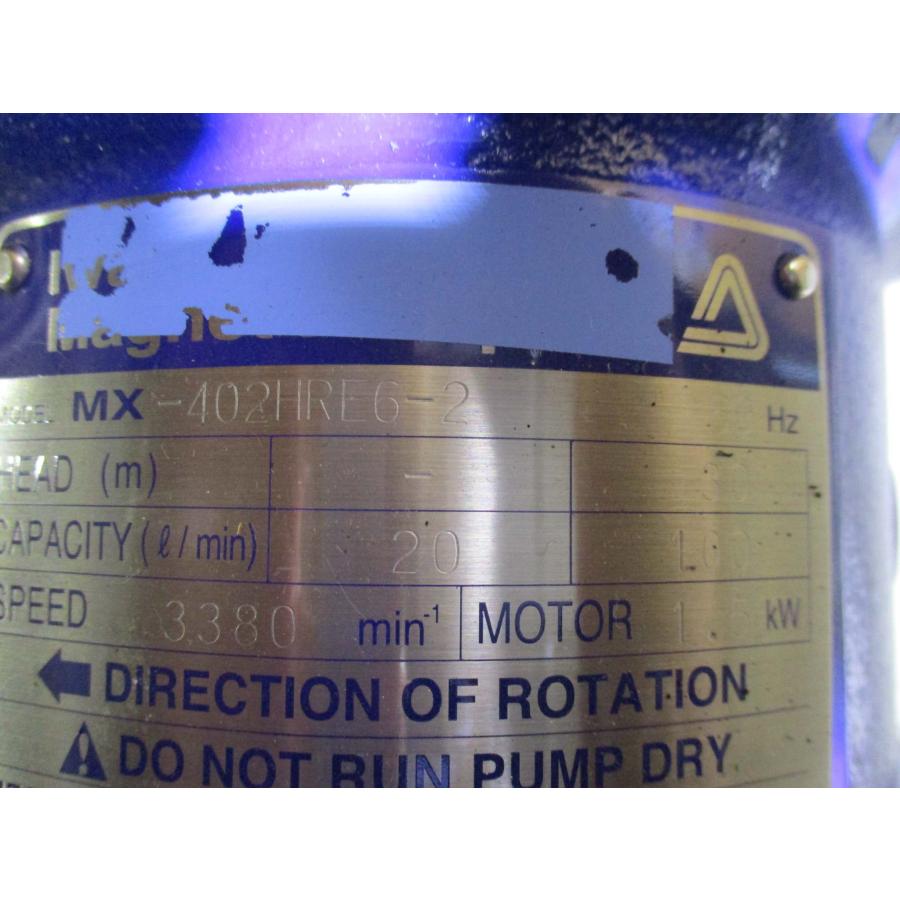 MODEL MX-402HRE6-2 Hz
HEAD (m) -
CAPACITY (ℓ/min) 20
SPEED 3380 min-1 MOTOR kW
DIRECTION OF ROTATION
DO NOT RUN PUMP DRY